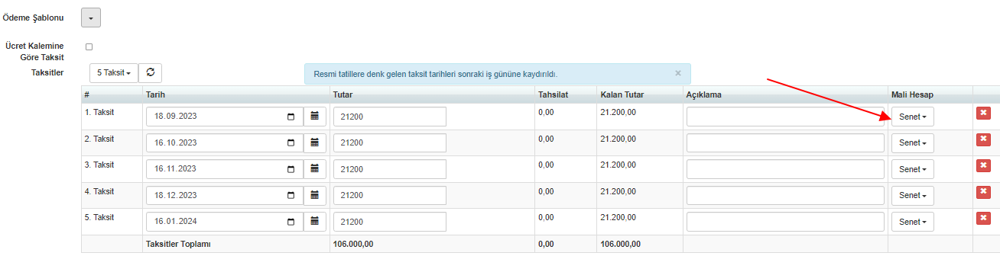 Ödeme Şablonu
Ücret Kalemine
Göre Taksit
Taksitler 5 Taksit Resmi tatillere denk gelen taksit tarihleri sonraki iş gününe kaydırıldı. ×
# Tarih Tutar Tahsilat Kalan Tutar Açıklama Mali Hesap
1. Taksit 18.09.2023 21200 0,00 21.200,00 Senet
2. Taksit 16.10.2023 21200 0,00 21.200,00 Senet
3. Taksit 16.11.2023 21200 0,00 21.200,00 Senet
4. Taksit 18.12.2023 21200 0,00 21.200,00 Senet
5. Taksit 16.01.2024 21200 0,00 21.200,00 Senet
Taksitler Toplamı 106.000,00 0,00 106.000,00